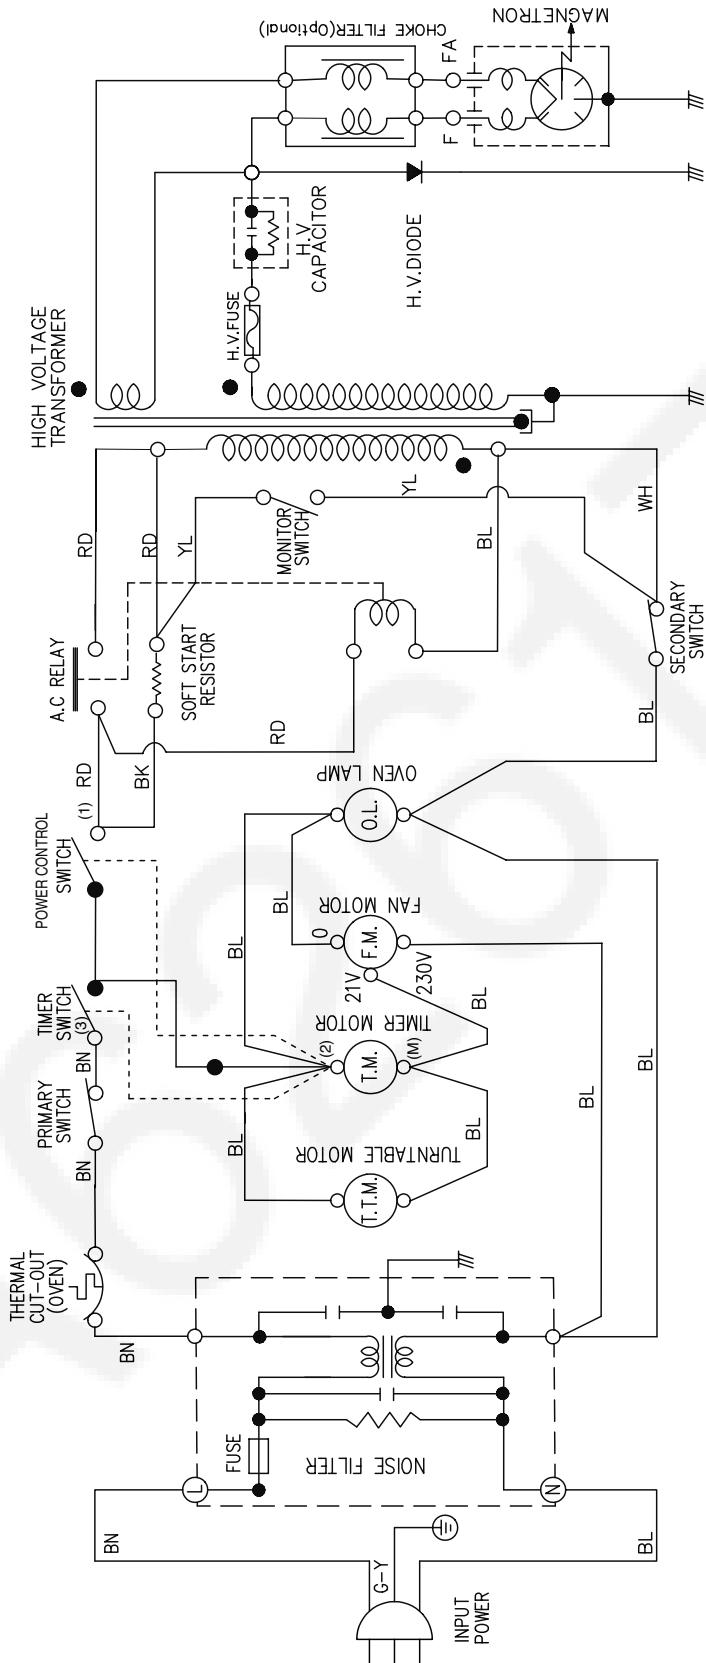 MAGNETRON
CHOKE FILTER(Optional)
FA
F
H.V
CAPACITOR
H.V.DIODE
H.V.FUSE
HIGH VOLTAGE
TRANSFORMER
RD
RD
YL
MONITOR
SWITCH
YL
BL
WH
A.C RELAY
SOFT START
RESISTOR
SECONDARY
SWITCH
RD
BL
(1)
RD
BK
OVEN LAMP
O.L.
POWER CONTROL
SWITCH
BL
BL
0
FAN MOTOR
F.M.
21V
230V
TIMER
SWITCH
(3)
BN
BL
TIMER MOTOR
(2)
T.M.
(M)
BL
BL
BL
PRIMARY
SWITCH
BN
BL
TURNTABLE MOTOR
T.T.M.
BL
THERMAL
CUT-OUT
(OVEN)
BN
FUSE
NOISE FILTER
L
N
BN
G-Y
BL
INPUT
POWER